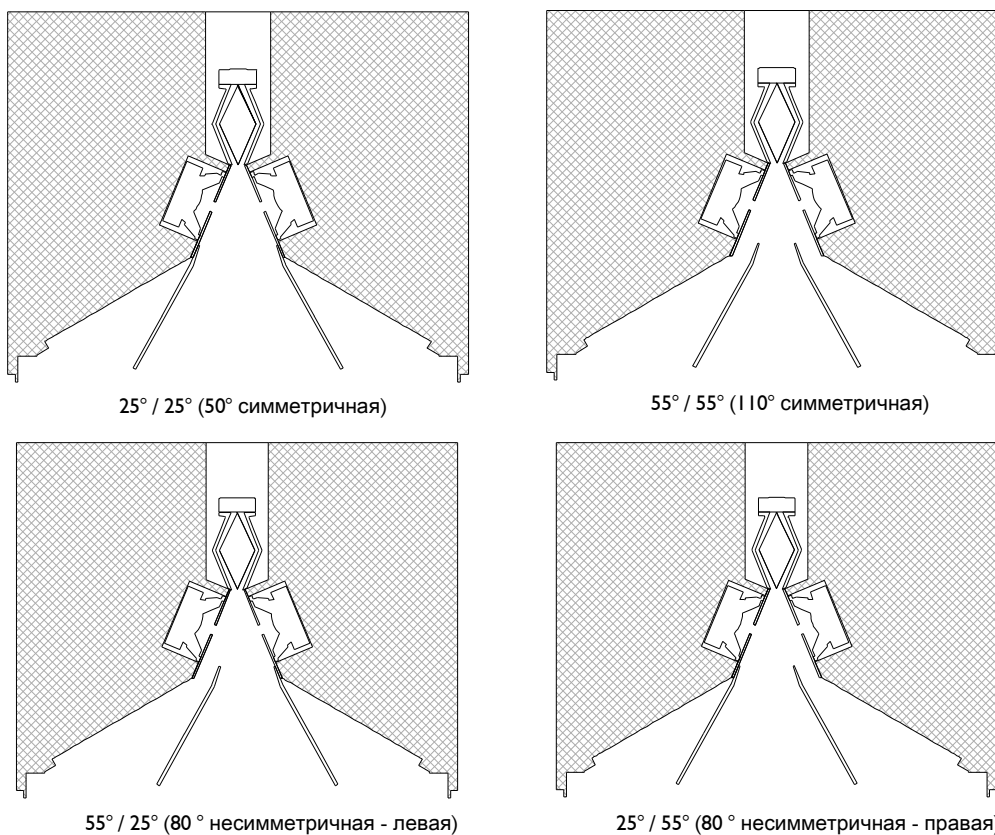 25° / 25° (50° симметричная)
55° / 55° (110° симметричная)
55° / 25° (80 ° несимметричная - левая)
25° / 55° (80 ° несимметричная - правая)